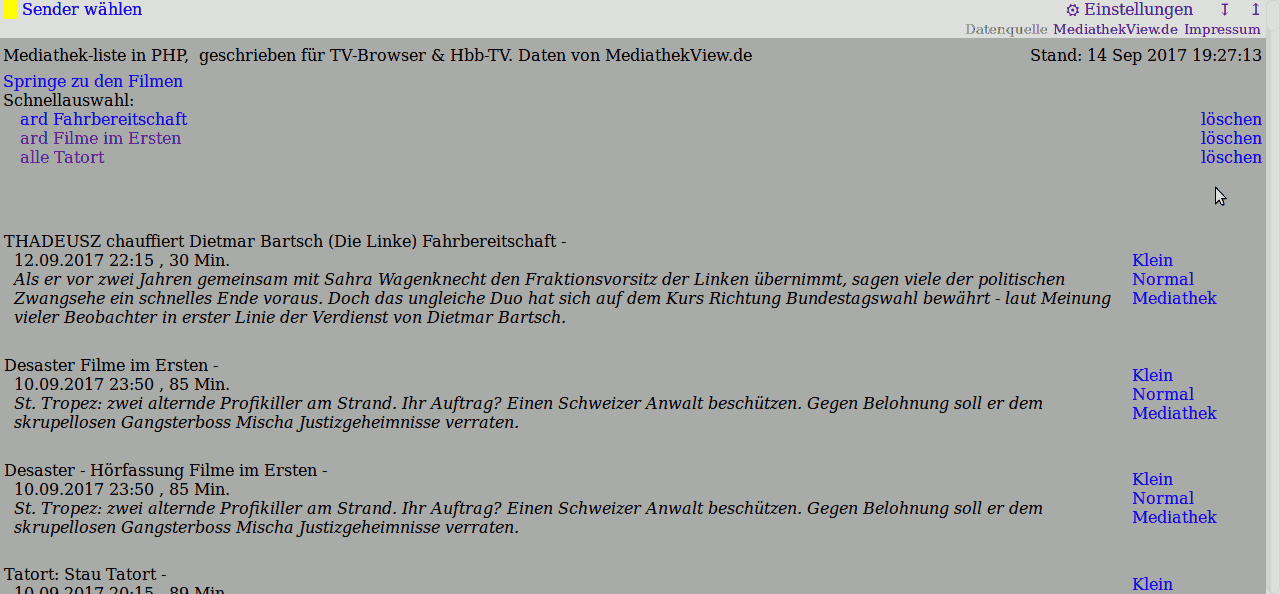 Sender wählen ⚙ Einstellungen ↧ ↥
Datenquelle MediathekView.de Impressum
Mediathek-liste in PHP, geschrieben für TV-Browser & Hbb-TV. Daten von MediathekView.de Stand: 14 Sep 2017 19:27:13
Springe zu den Filmen
Schnellauswahl:
ard Fahrbereitschaft löschen
ard Filme im Ersten löschen
alle Tatort löschen
THADEUSZ chauffiert Dietmar Bartsch (Die Linke) Fahrbereitschaft -
12.09.2017 22:15 , 30 Min. Klein
Als er vor zwei Jahren gemeinsam mit Sahra Wagenknecht den Fraktionsvorsitz der Linken übernimmt, sagen viele der politischen Normal
Zwangsehe ein schnelles Ende voraus. Doch das ungleiche Duo hat sich auf dem Kurs Richtung Bundestagswahl bewährt - laut Meinung Mediathek
vieler Beobachter in erster Linie der Verdienst von Dietmar Bartsch.
Desaster Filme im Ersten -
Klein
10.09.2017 23:50 , 85 Min.
Normal
St. Tropez: zwei alternde Profikiller am Strand. Ihr Auftrag? Einen Schweizer Anwalt beschützen. Gegen Belohnung soll er dem
Mediathek
skrupellosen Gangsterboss Mischa Justizgeheimnisse verraten.
Desaster - Hörfassung Filme im Ersten -
Klein
10.09.2017 23:50 , 85 Min.
Normal
St. Tropez: zwei alternde Profikiller am Strand. Ihr Auftrag? Einen Schweizer Anwalt beschützen. Gegen Belohnung soll er dem
Mediathek
skrupellosen Gangsterboss Mischa Justizgeheimnisse verraten.
Tatort: Stau Tatort -
Klein
10.09.2017 20:15 , 89 Min.